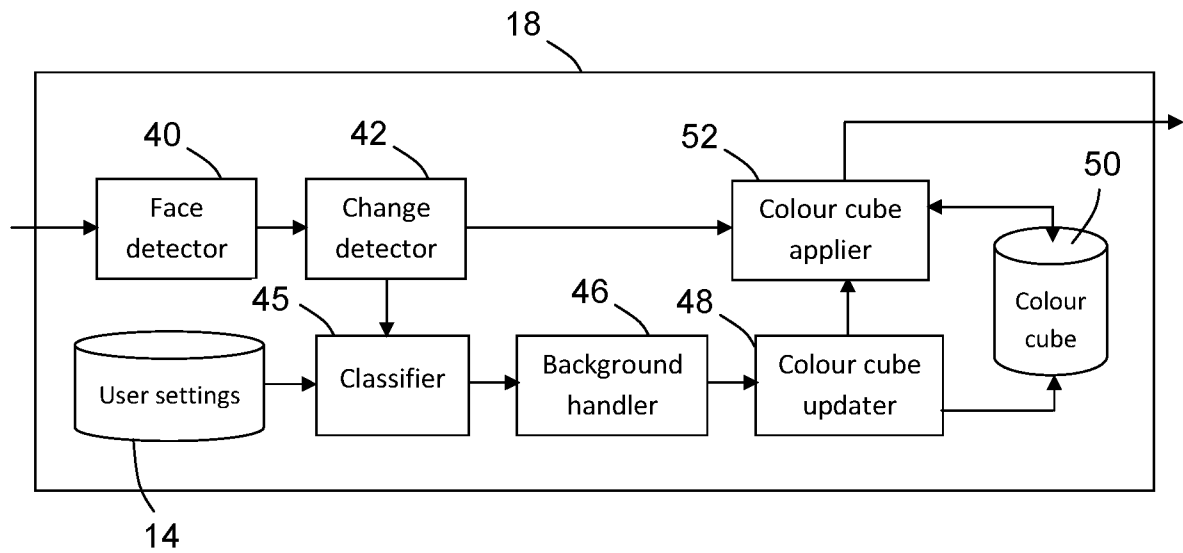 18
40
42
52
50
Face
detector
Change
detector
Colour cube
applier
Colour
cube
45
46
48
User settings
Classifier
Background
handler
Colour cube
updater
14